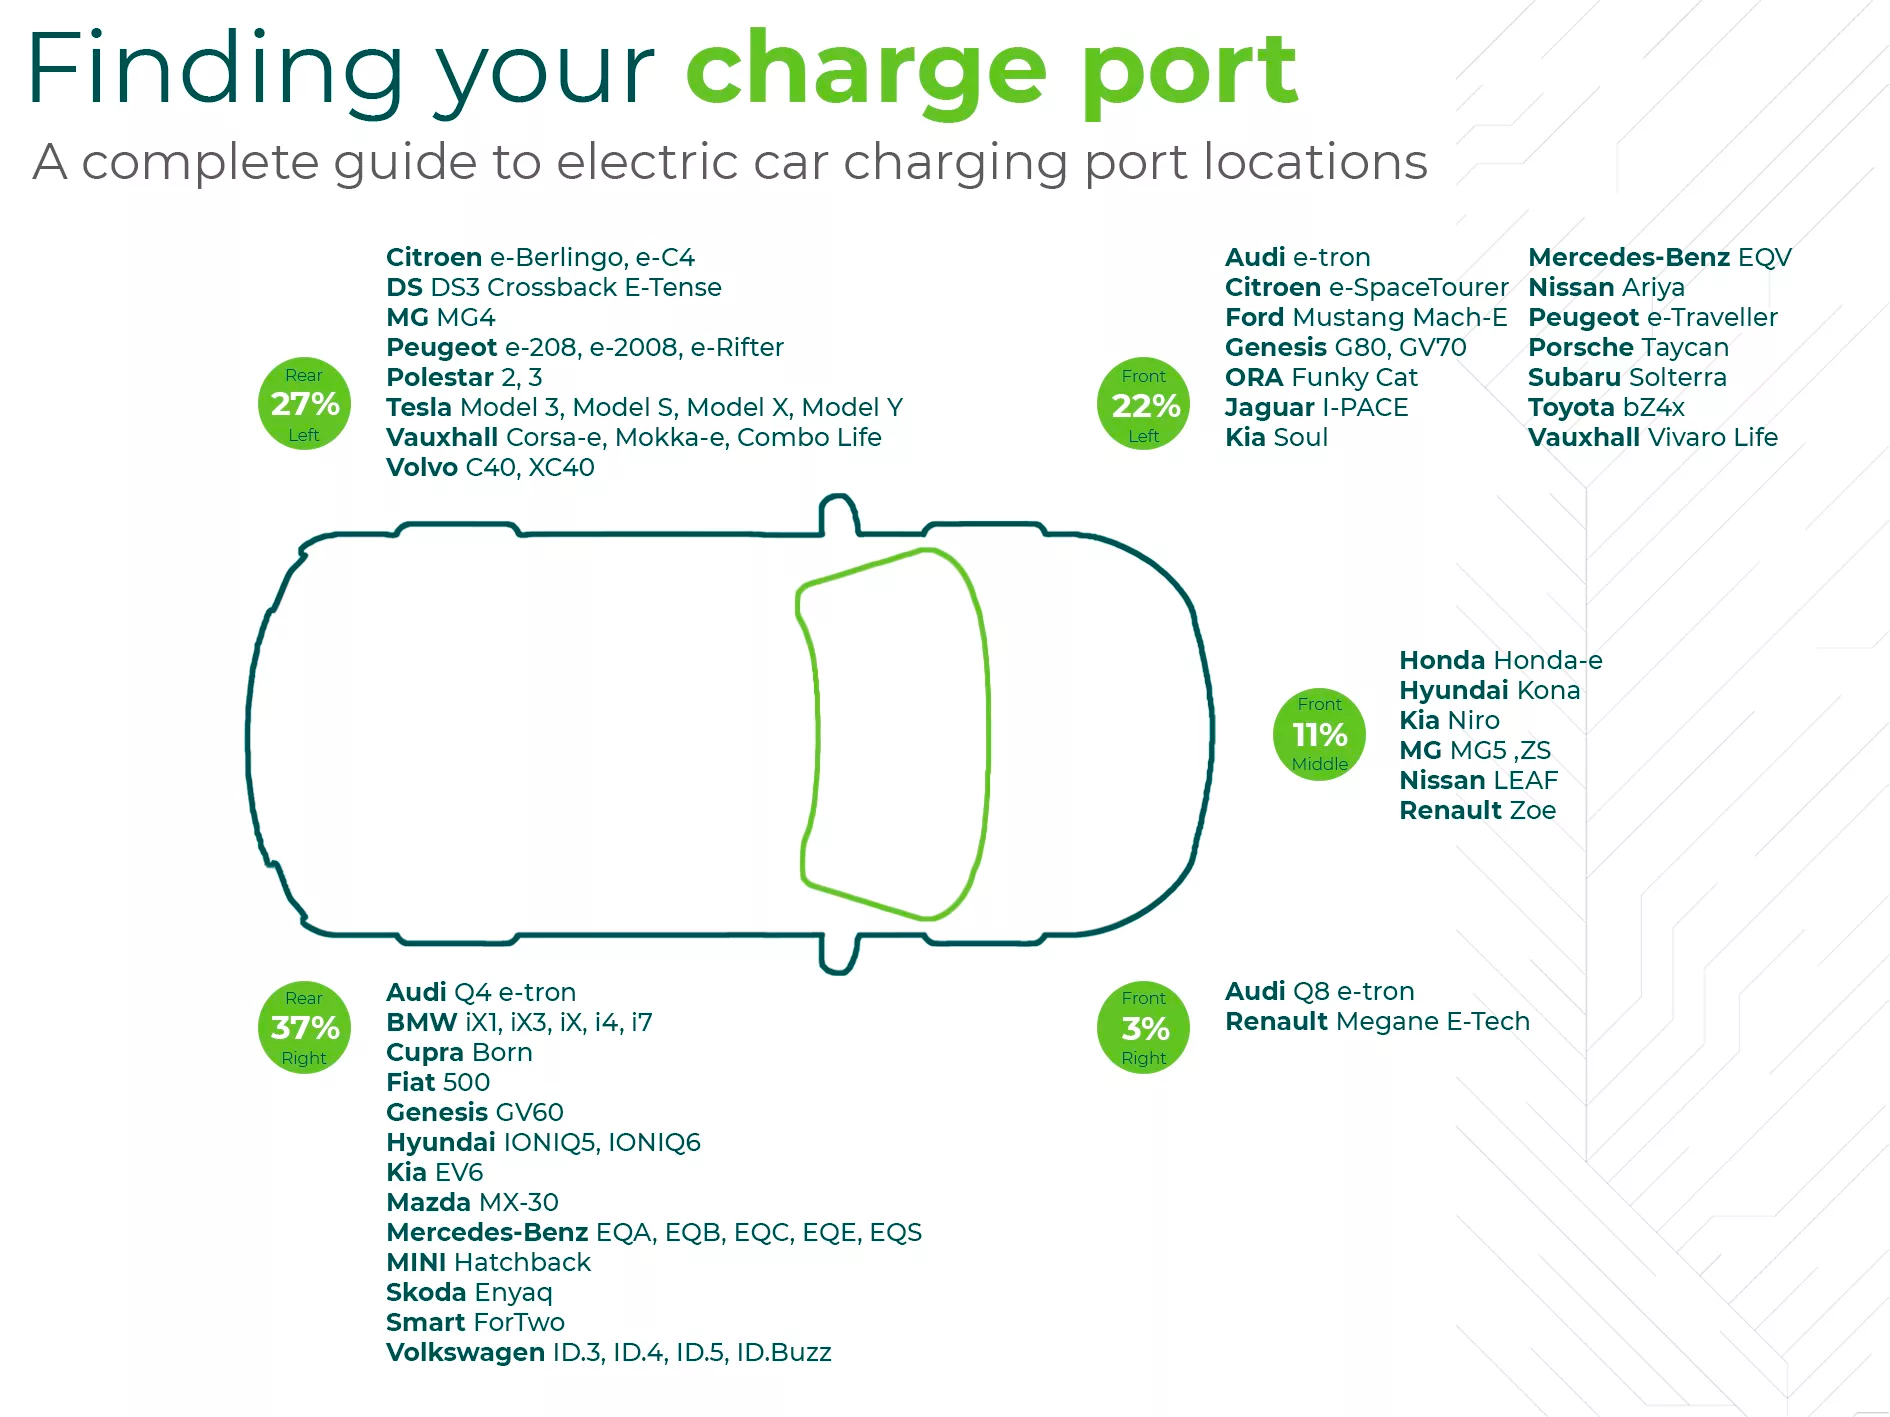 Finding your charge port
A complete guide to electric car charging port locations
Rear
27%
Left
Citroen e-Berlingo, e-C4
DS DS3 Crossback E-Tense
MG MG4
Peugeot e-208, e-2008, e-Rifter
Polestar 2, 3
Tesla Model 3, Model S, Model X, Model Y
Vauxhall Corsa-e, Mokka-e, Combo Life
Volvo C40, XC40
Front
22%
Left
Audi e-tron
Citroen e-SpaceTourer
Ford Mustang Mach-E
Genesis G80, GV70
ORA Funky Cat
Jaguar I-PACE
Kia Soul
Mercedes-Benz EQV
Nissan Ariya
Peugeot e-Traveller
Porsche Taycan
Subaru Solterra
Toyota bZ4x
Vauxhall Vivaro Life
Front
11%
Middle
Honda Honda-e
Hyundai Kona
Kia Niro
MG MG5 ,ZS
Nissan LEAF
Renault Zoe
Rear
37%
Right
Audi Q4 e-tron
BMW iX1, iX3, iX, i4, i7
Cupra Born
Fiat 500
Genesis GV60
Hyundai IONIQ5, IONIQ6
Kia EV6
Mazda MX-30
Mercedes-Benz EQA, EQB, EQC, EQE, EQS
MINI Hatchback
Skoda Enyaq
Smart ForTwo
Volkswagen ID.3, ID.4, ID.5, ID.Buzz
Front
3%
Right
Audi Q8 e-tron
Renault Megane E-Tech